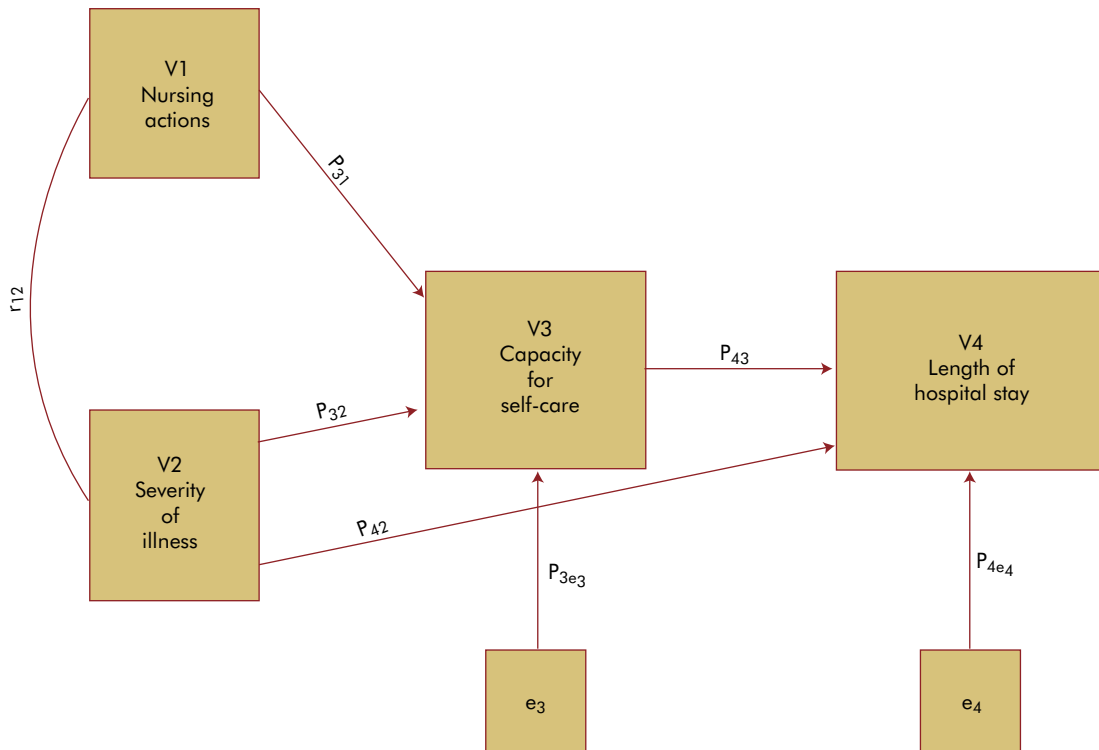 V1
Nursing
actions
P31
r12
V3
Capacity
for
self-care
P43
V4
Length of
hospital stay
P32
V2
Severity
of
illness
P42
P3e3
P4e4
e3
e4